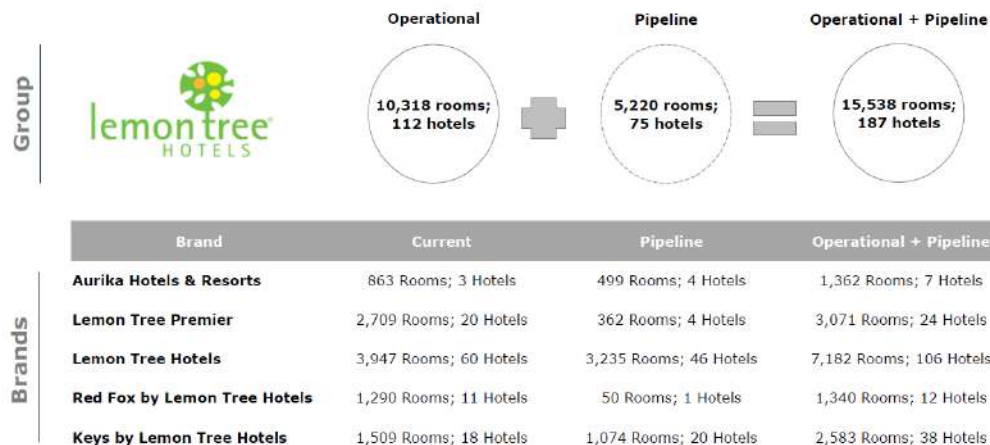 Operational Pipeline Operational + Pipeline
Group
lemon tree
HOTELS
10,318 rooms;
112 hotels
5,220 rooms;
75 hotels
15,538 rooms;
187 hotels
Brands
Brand Current Pipeline Operational + Pipeline
Aurika Hotels & Resorts 863 Rooms; 3 Hotels 499 Rooms; 4 Hotels 1,362 Rooms; 7 Hotels
Lemon Tree Premier 2,709 Rooms; 20 Hotels 362 Rooms; 4 Hotels 3,071 Rooms; 24 Hotels
Lemon Tree Hotels 3,947 Rooms; 60 Hotels 3,235 Rooms; 46 Hotels 7,182 Rooms; 106 Hotels
Red Fox by Lemon Tree Hotels 1,290 Rooms; 11 Hotels 50 Rooms; 1 Hotels 1,340 Rooms; 12 Hotels
Keys by Lemon Tree Hotels 1,509 Rooms; 18 Hotels 1,074 Rooms; 20 Hotels 2,583 Rooms; 38 Hotels